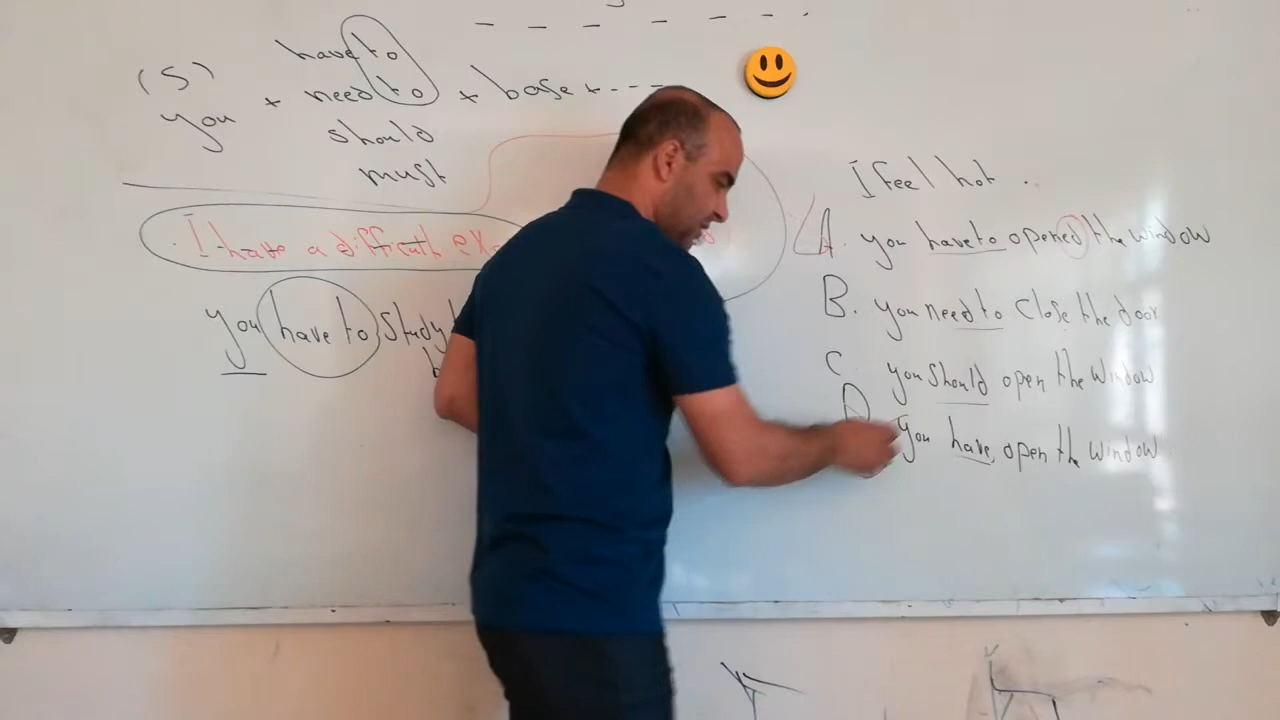 have to
(S)
you + need to + base + ----
should
must
I have a difficult
you have to study
I feel hot .
A. you have to opened the window
B. you need to close the door
C you should open the window
D you have, open the window